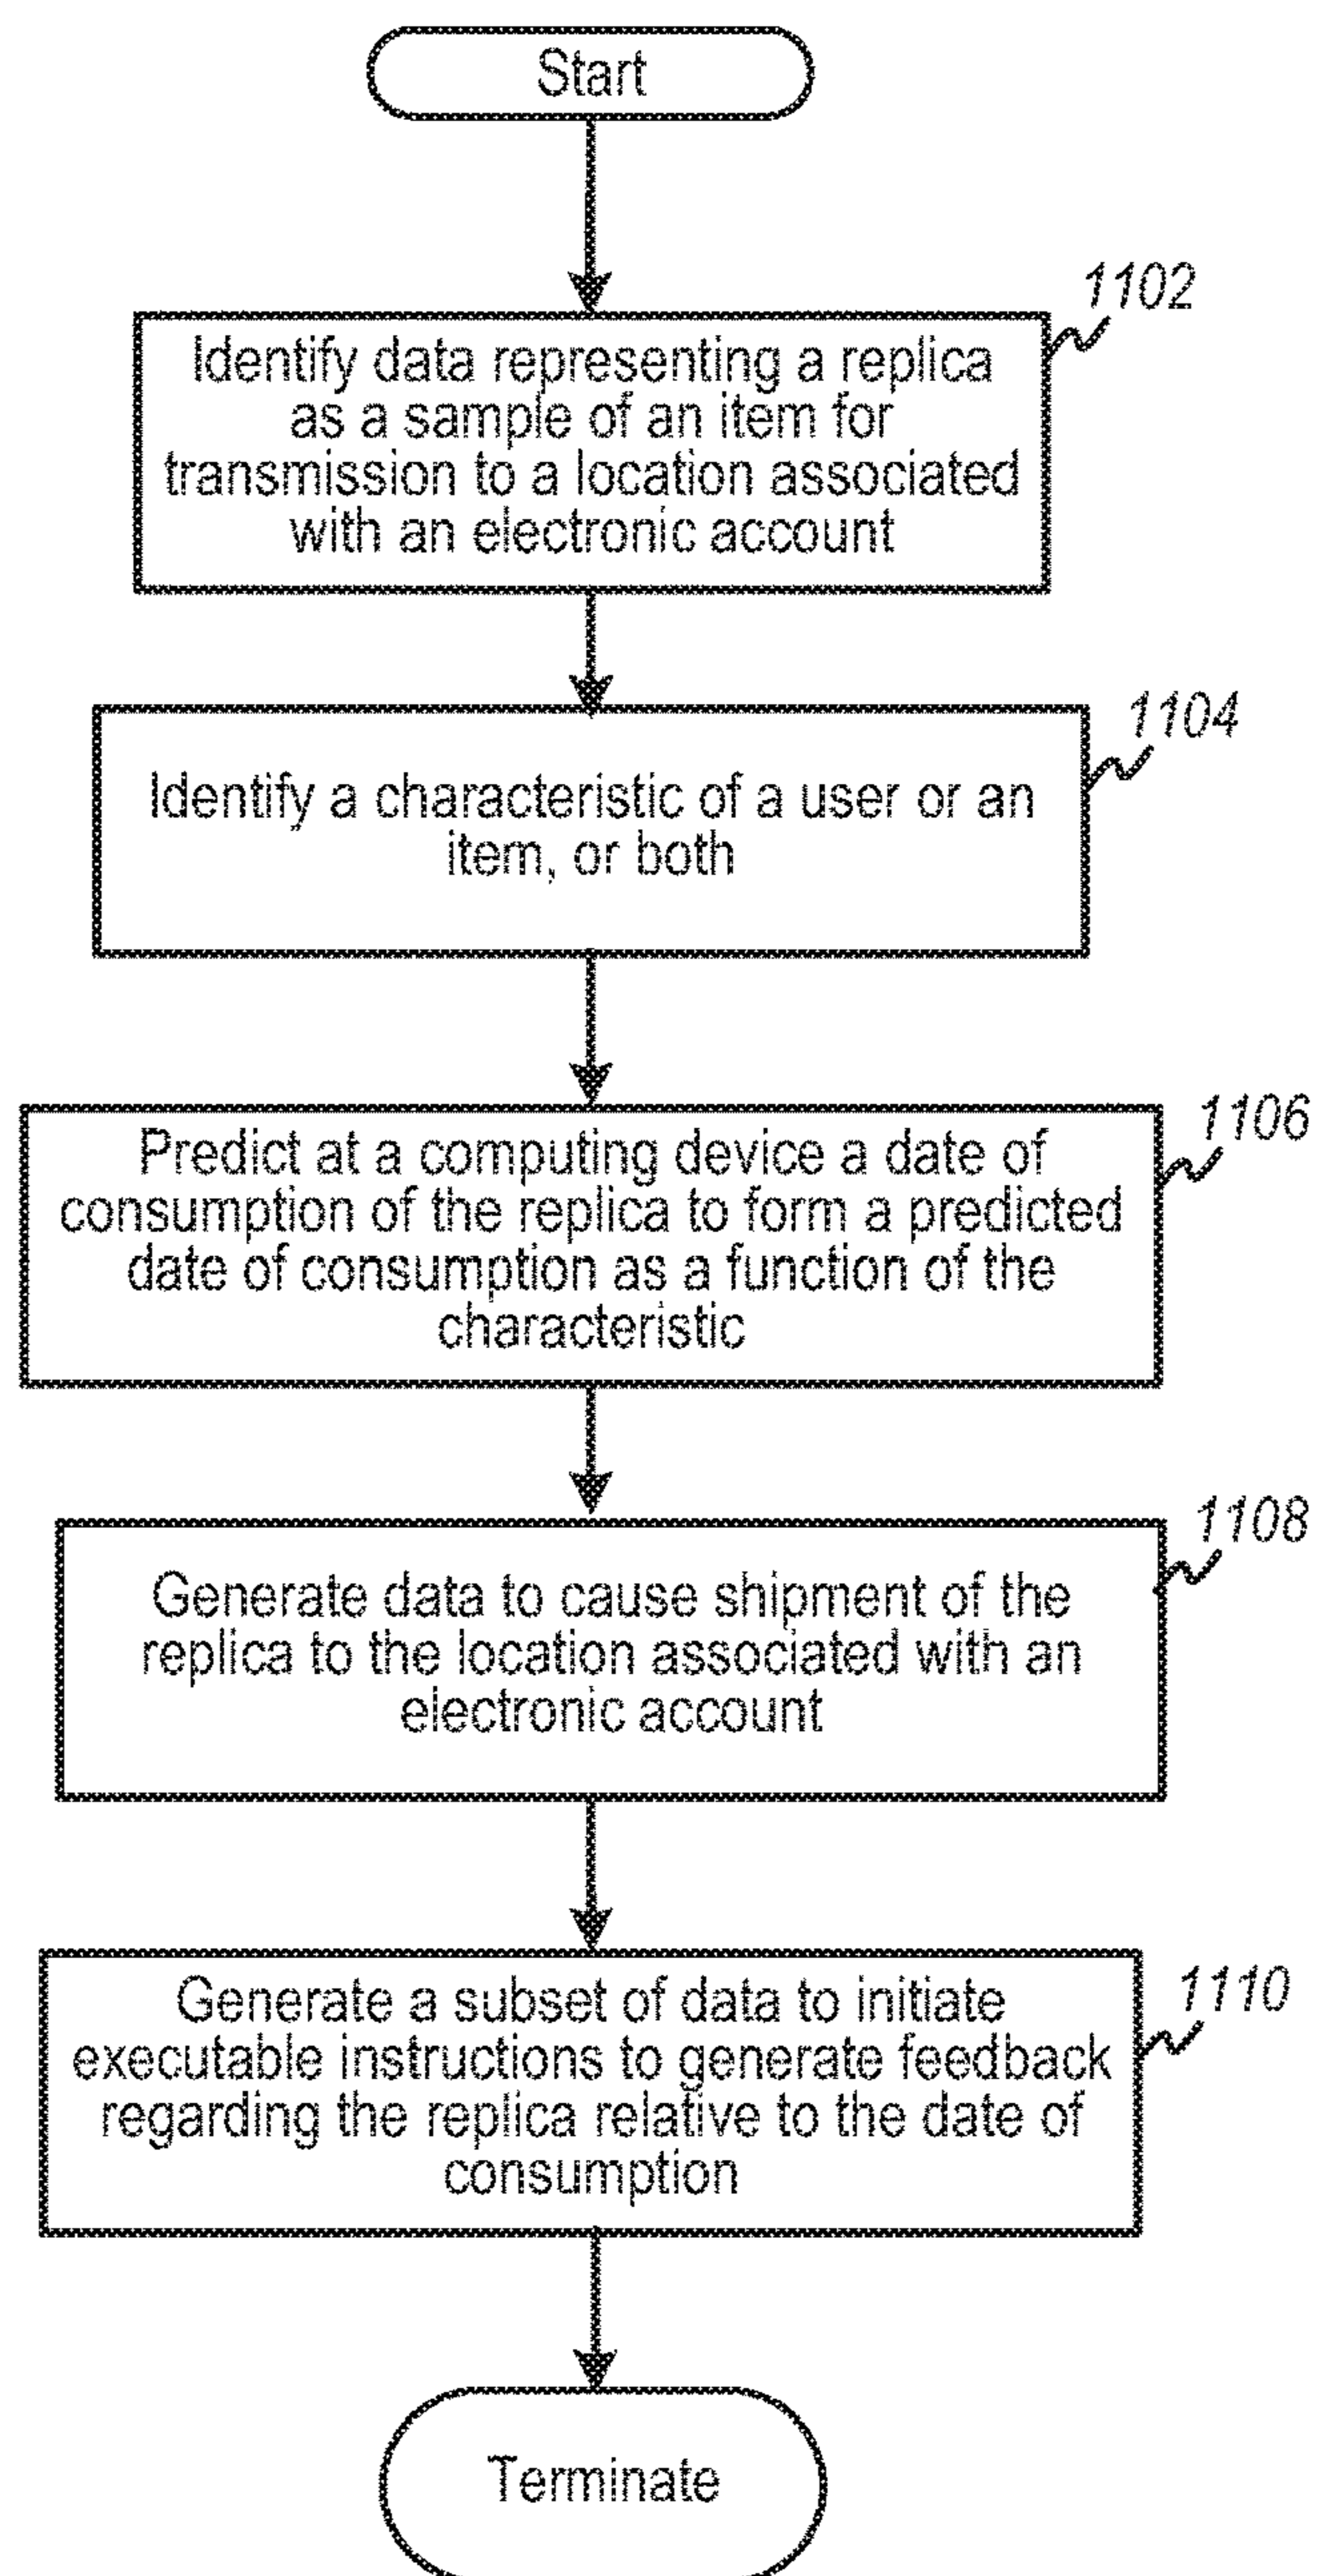 Start
1102
Identify data representing a replica
as a sample of an item for
transmission to a location associated
with an electronic account
1104
Identify a characteristic of a user or an
item, or both
1106
Predict at a computing device a date of
consumption of the replica to form a predicted
date of consumption as a function of the
characteristic
1108
Generate data to cause shipment of the
replica to the location associated with an
electronic account
1110
Generate a subset of data to initiate
executable instructions to generate feedback
regarding the replica relative to the date of
consumption
Terminate